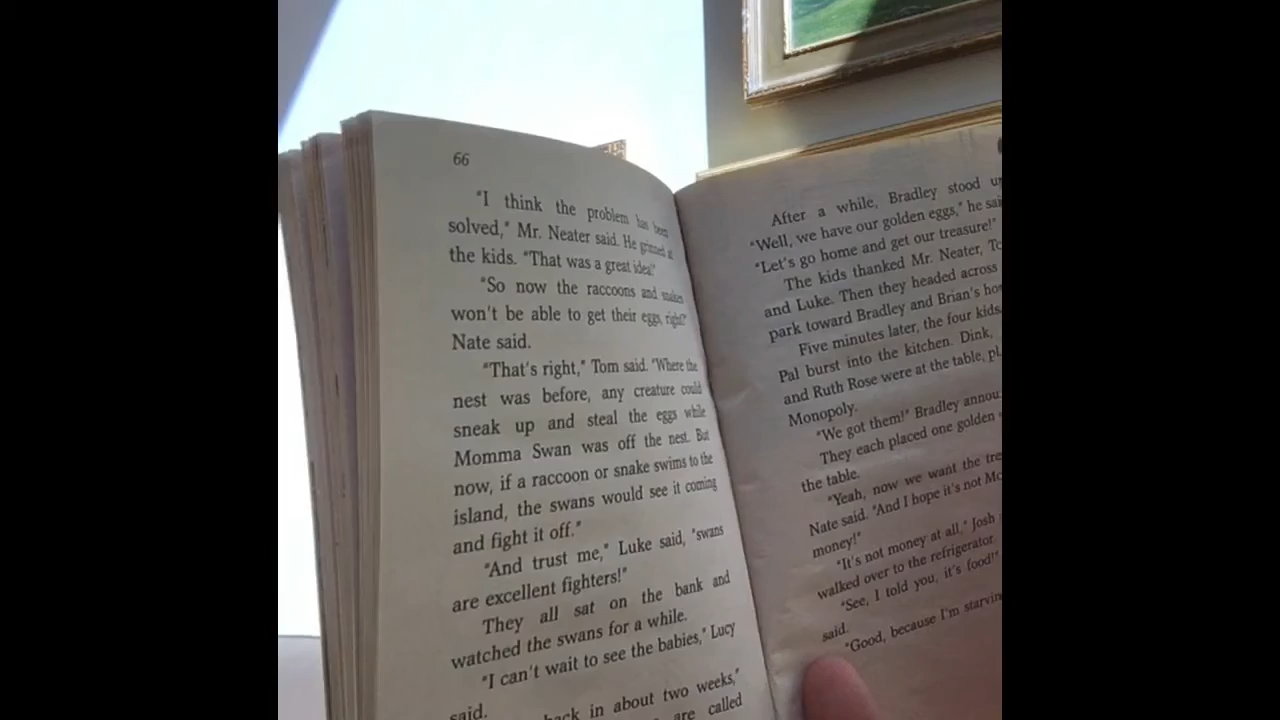 66
"I think the problem has been
solved," Mr. Neater said. He grinned at
the kids. "That was a great idea!"
"So now the raccoons and snakes
won't be able to get their eggs, right?"
Nate said.
"That's right," Tom said. "Where the
nest was before, any creature could
sneak up and steal the eggs while
Momma Swan was off the nest. But
now, if a raccoon or snake swims to the
island, the swans would see it coming
and fight it off."
"And trust me," Luke said, "swans
are excellent fighters!"
They all sat on the bank and
watched the swans for a while.
"I can't wait to see the babies," Lucy
said.
back in about two weeks,"
are called
After a while, Bradley stood
"Well, we have our golden eggs," he
"Let's go home and get our treasure!"
The kids thanked Mr. Neater,
and Luke. Then they headed across
park toward Bradley and Brian's
Five minutes later, the four kids
Pal burst into the kitchen. Dink,
and Ruth Rose were at the table,
Monopoly.
"We got them!" Bradley
They each placed one golden
the table.
"Yeah, now we want the
Nate said. "And I hope it's not
money!"
"It's not money at all," Josh
walked over to the refrigerator
"See, I told you, it's food!"
said.
"Good, because I'm